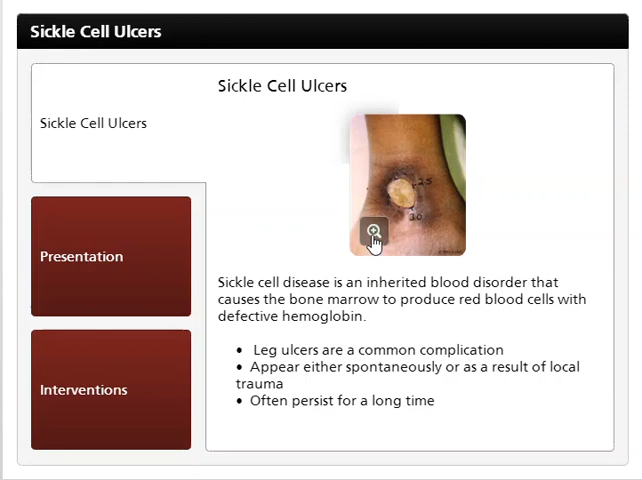 Sickle Cell Ulcers
Sickle Cell Ulcers
Sickle Cell Ulcers
25
30
Presentation
Sickle cell disease is an inherited blood disorder that
causes the bone marrow to produce red blood cells with
defective hemoglobin.
• Leg ulcers are a common complication
• Appear either spontaneously or as a result of local
trauma
Interventions
• Often persist for a long time